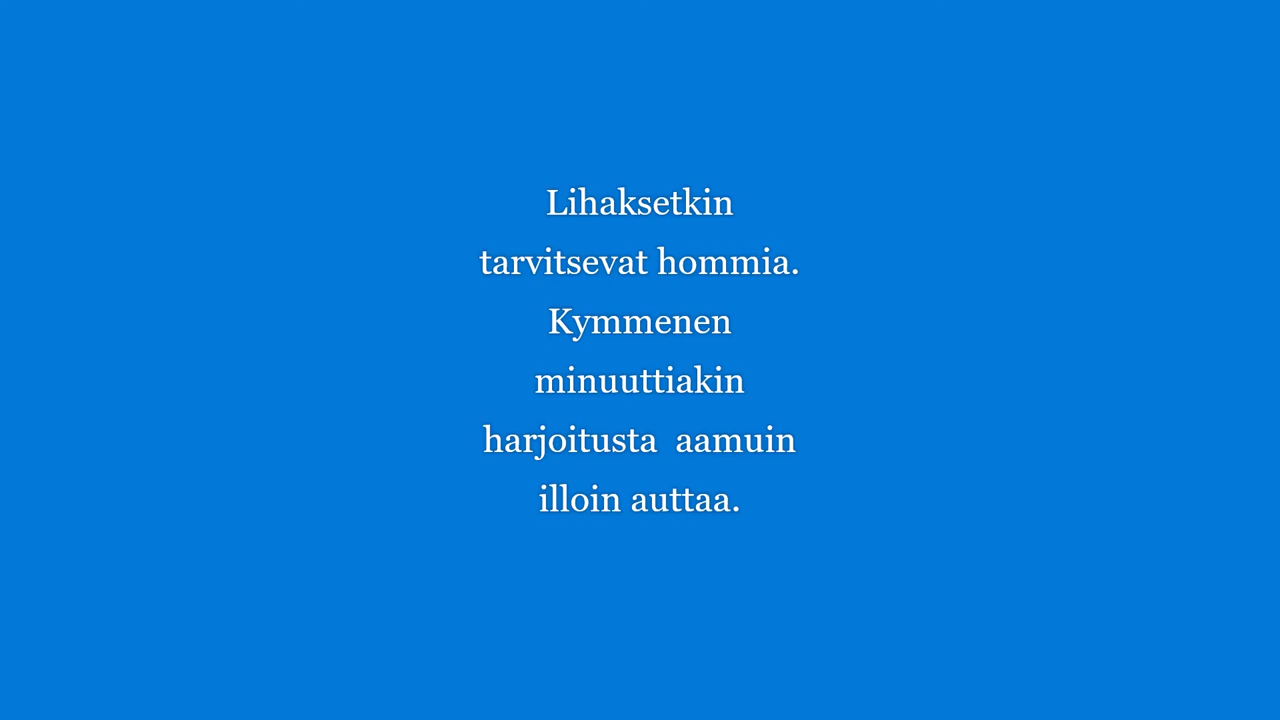 Lihaksetkin
tarvitsevat hommia.
Kymmenen
minuuttiakin
harjoitusta  aamuin
illoin auttaa.